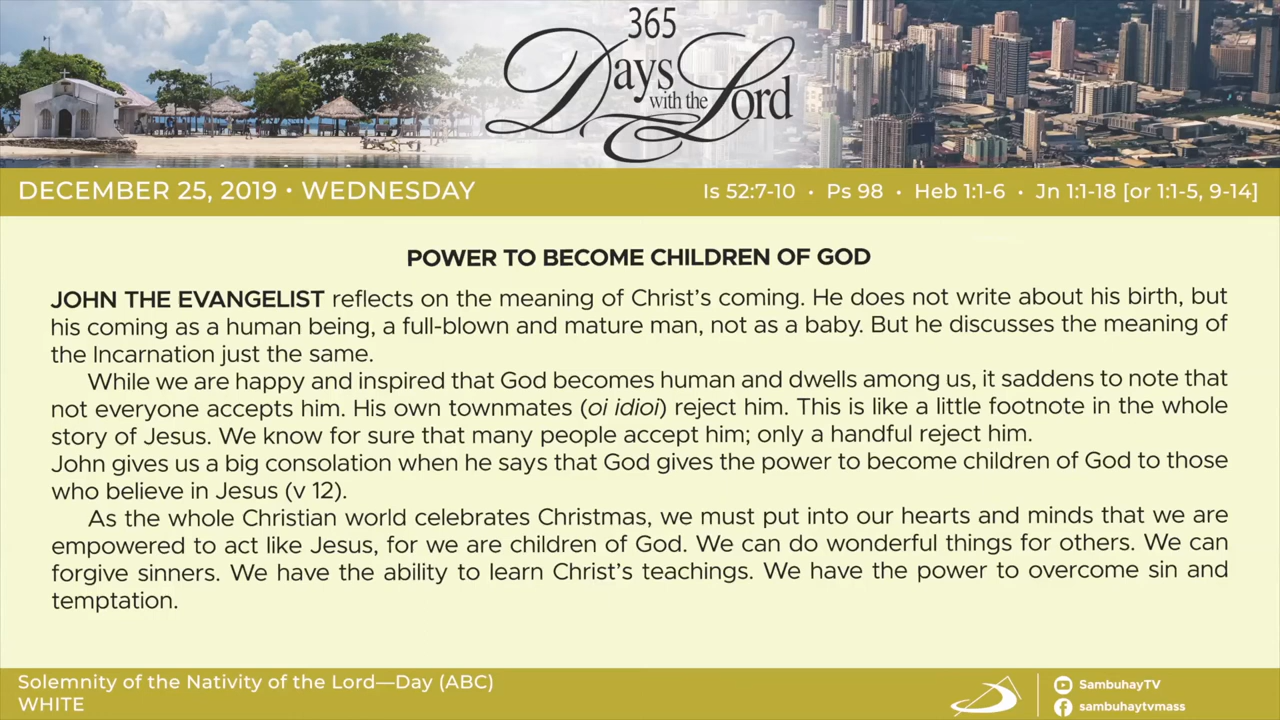 365
Days
with the Lord
DECEMBER 25, 2019 • WEDNESDAY
Is 52:7-10 • Ps 98 • Heb 1:1-6 • Jn 1:1-18 [or 1:1-5, 9-14]
POWER TO BECOME CHILDREN OF GOD
JOHN THE EVANGELIST reflects on the meaning of Christ's coming. He does not write about his birth, but
his coming as a human being, a full-blown and mature man, not as a baby. But he discusses the meaning of
the Incarnation just the same.
While we are happy and inspired that God becomes human and dwells among us, it saddens to note that
not everyone accepts him. His own townmates (oi idioi) reject him. This is like a little footnote in the whole
story of Jesus. We know for sure that many people accept him; only a handful reject him.
John gives us a big consolation when he says that God gives the power to become children of God to those
who believe in Jesus (v 12).
As the whole Christian world celebrates Christmas, we must put into our hearts and minds that we are
empowered to act like Jesus, for we are children of God. We can do wonderful things for others. We can
forgive sinners. We have the ability to learn Christ's teachings. We have the power to overcome sin and
temptation.
Solemnity of the Nativity of the Lord—Day (ABC)
WHITE
SambuhayTV
sambuhaytvmass